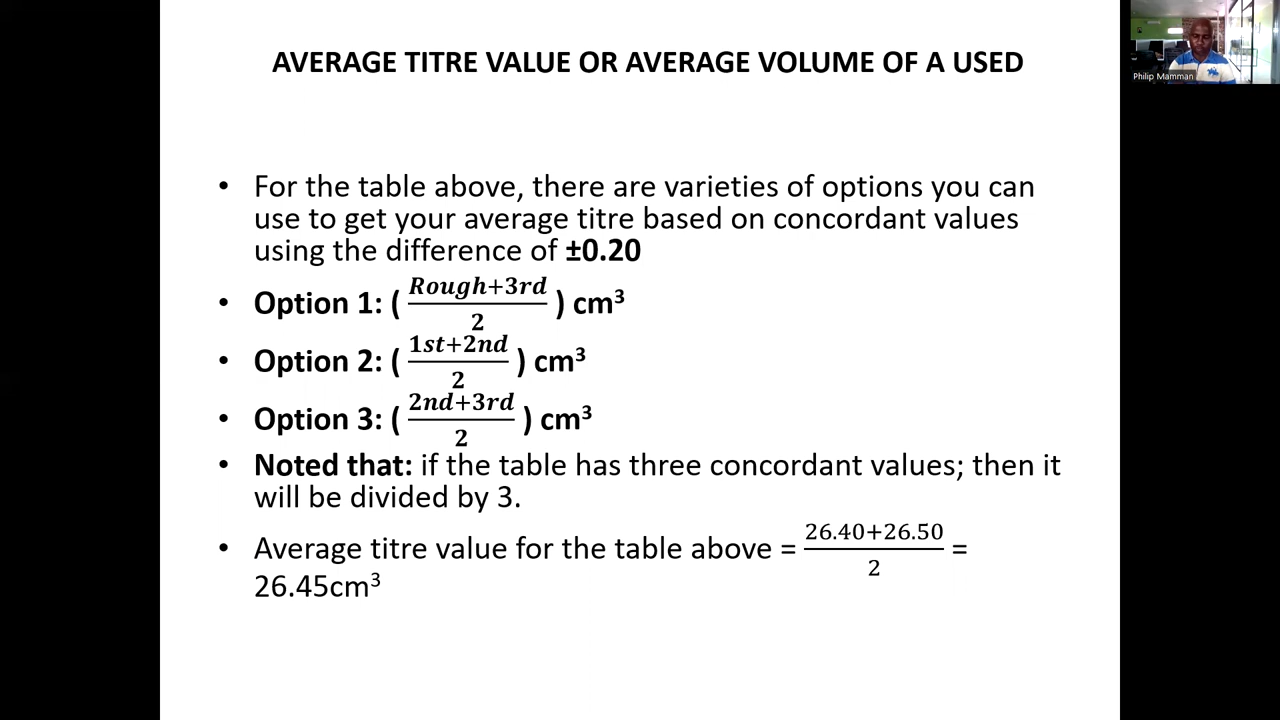 AVERAGE TITRE VALUE OR AVERAGE VOLUME OF A USED
Philip Mamman
• For the table above, there are varieties of options you can
use to get your average titre based on concordant values
using the difference of ±0.20
• Option 1: ( (Rough+3rd)/2 ) cm³
• Option 2: ( (1st+2nd)/2 ) cm³
• Option 3: ( (2nd+3rd)/2 ) cm³
• Noted that: if the table has three concordant values; then it
will be divided by 3.
• Average titre value for the table above = (26.40+26.50)/2 =
26.45cm³